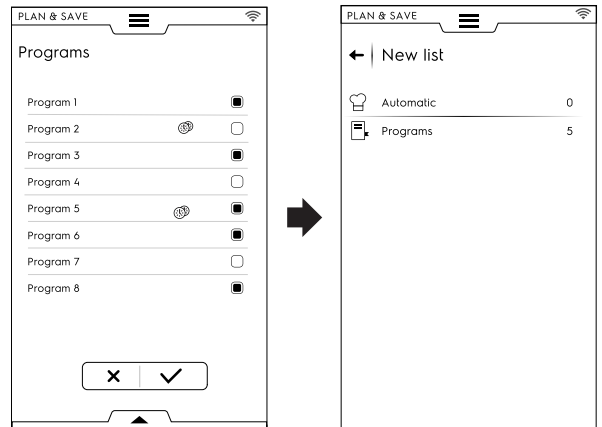 PLAN & SAVE
Programs
Program 1
Program 2
Program 3
Program 4
Program 5
Program 6
Program 7
Program 8
PLAN & SAVE
New list
Automatic 0
Programs 5